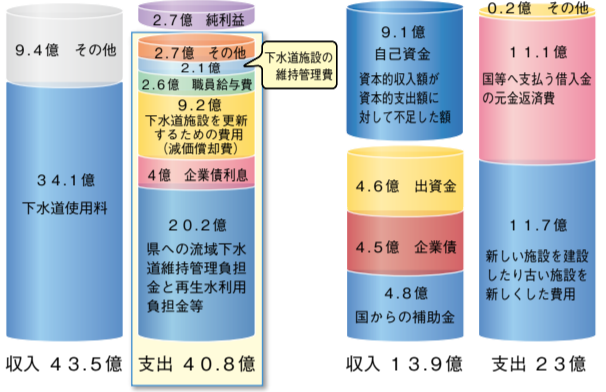 9.4億 その他
34.1億
下水道使用料
収入 43.5億
2.7億 純利益
2.7億 その他
2.1億
下水道施設の
維持管理費
2.6億 職員給与費
9.2億
下水道施設を更新
するための費用
(減価償却費)
4億 企業債利息
20.2億
県への流域下水
道維持管理負担
金と再生水利用
負担金等
支出 40.8億
9.1億
自己資金
資本的収入額が
資本的支出額に
対して不足した額
4.6億 出資金
4.5億 企業債
4.8億
国からの補助金
収入 13.9億
0.2億 その他
11.1億
国等へ支払う借入金
の元金返済費
11.7億
新しい施設を建設
したり古い施設を
新しくした費用
支出 23億